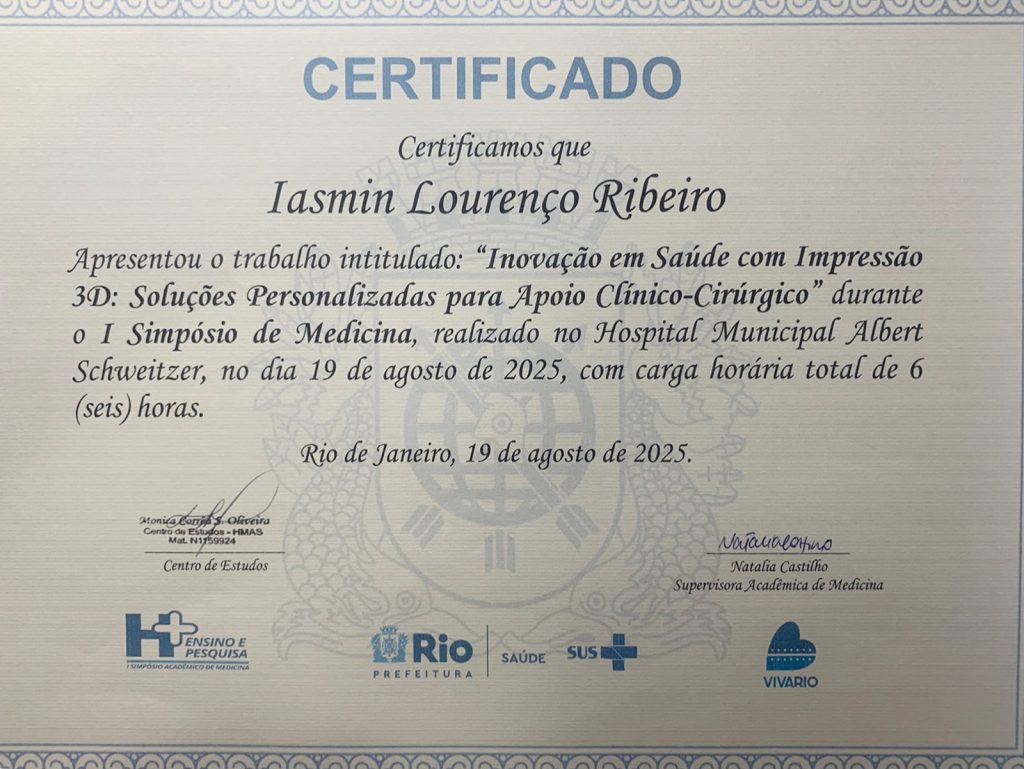 CERTIFICADO
Certificamos que
Iasmin Lourenço Ribeiro
Apresentou o trabalho intitulado: “Inovação em Saúde com Impressão
3D: Soluções Personalizadas para Apoio Clínico-Cirúrgico” durante
o I Simpósio de Medicina, realizado no Hospital Municipal Albert
Schweitzer, no dia 19 de agosto de 2025, com carga horária total de 6
(seis) horas.
Rio de Janeiro, 19 de agosto de 2025.
Monica Corrêa S. Oliveira
Centro de Estudos - HMAS
Mat. N1159924
Centro de Estudos
Natalia Castilho
Supervisora Acadêmica de Medicina
H+ ENSINO E
PESQUISA
I SIMPÓSIO ACADÊMICO DE MEDICINA
Rio
PREFEITURA
SAÚDE
SUS
VIVARIO